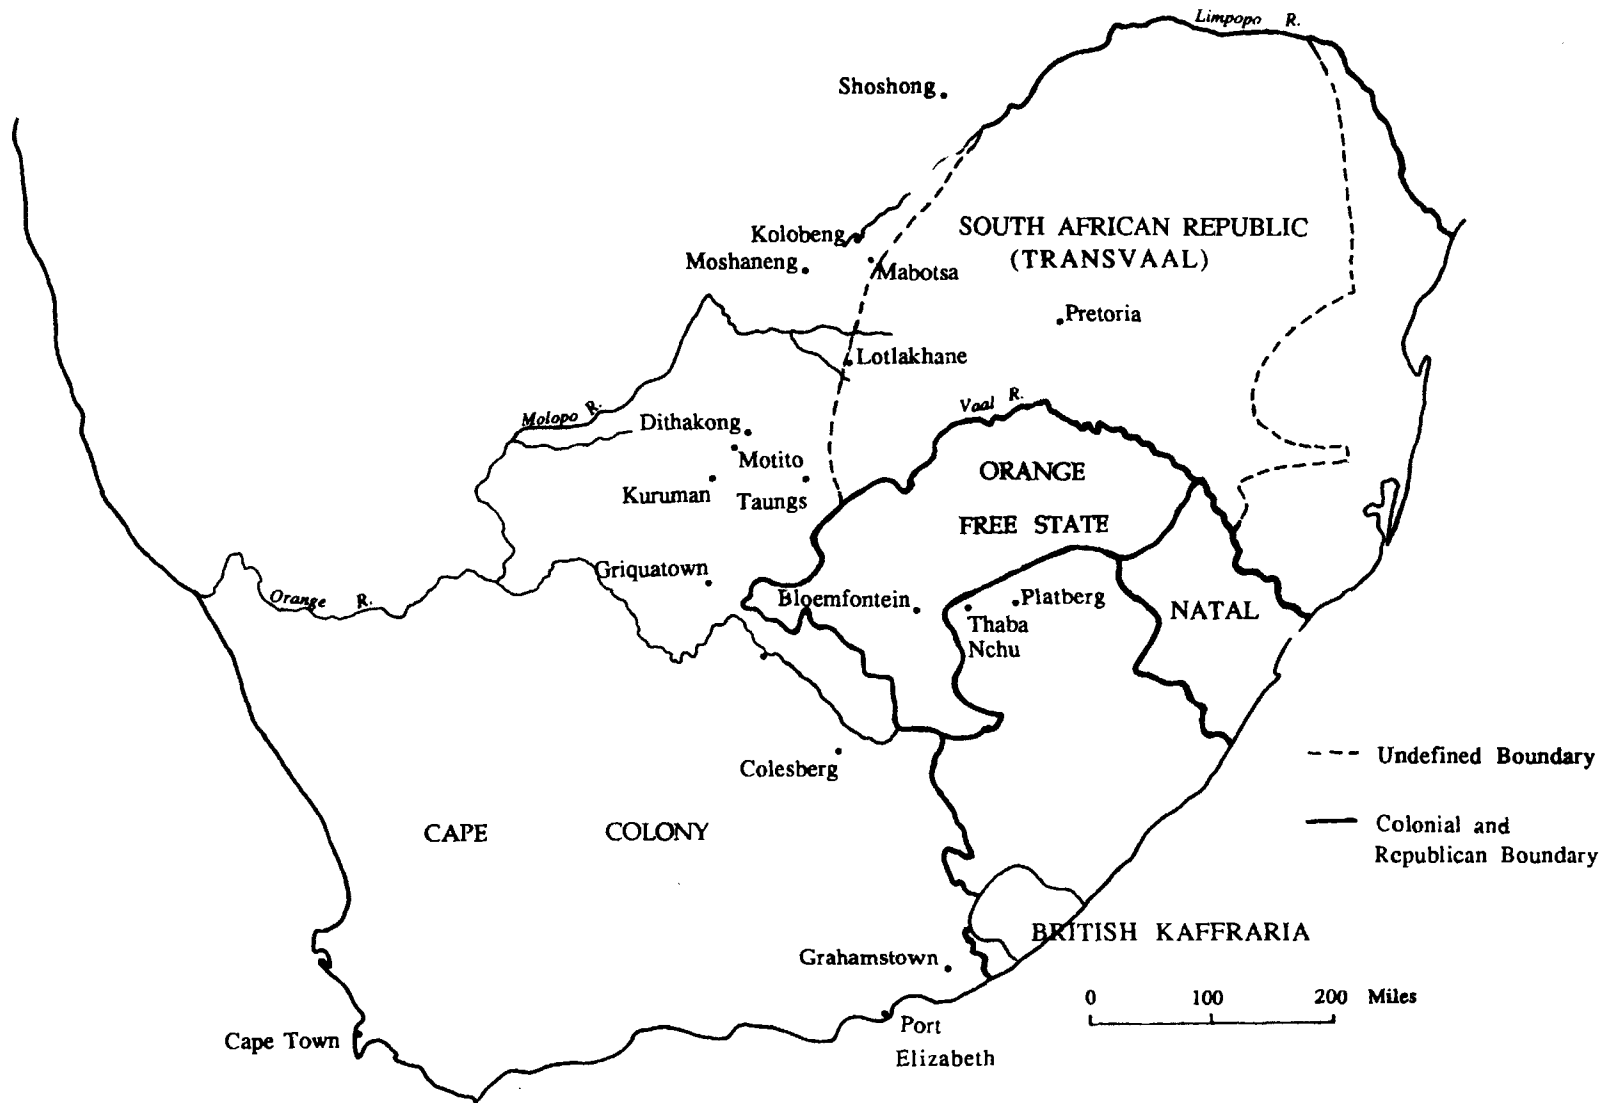 Limpopo R.
Shoshong
Kolobeng
SOUTH AFRICAN REPUBLIC
(TRANSVAAL)
Moshaneng
Mabotsa
Pretoria
Lotlakhane
Vaal R.
Molopo R.
Dithakong
Motito
ORANGE
Kuruman
Taungs
FREE STATE
Griquatown
Orange R.
Bloemfontein
Platberg
NATAL
Thaba
Nchu
Undefined Boundary
Colesberg
CAPE COLONY
Colonial and
Republican Boundary
BRITISH KAFFRARIA
Grahamstown
0 100 200 Miles
Cape Town
Port
Elizabeth